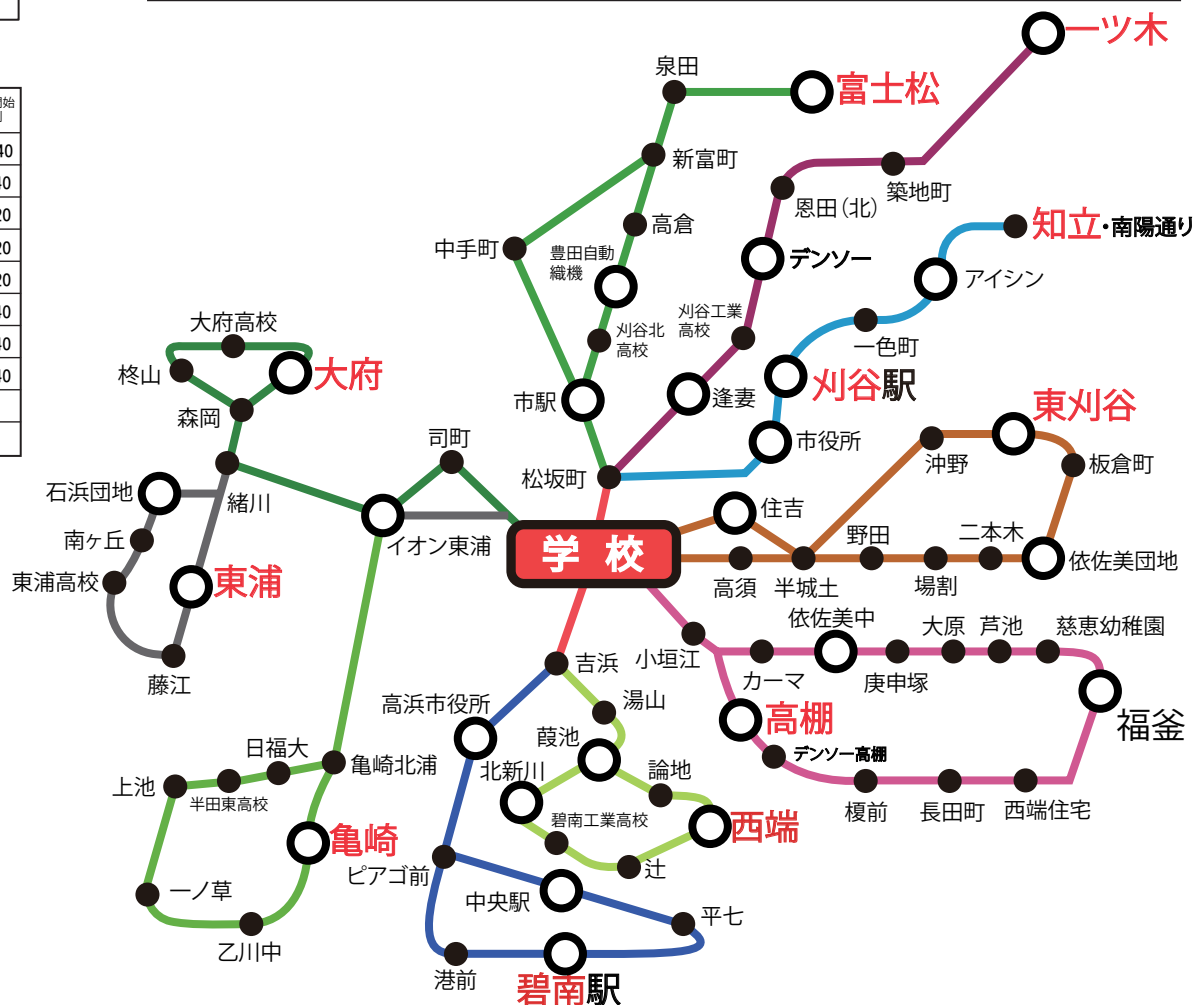 開始
40
40
20
20
20
40
40
40
一ツ木
泉田
富士松
新富町
築地町
恩田(北)
高倉
知立・南陽通り
中手町
豊田自動
織機
デンソー
アイシン
刈谷工業
高校
刈谷北
高校
一色町
大府高校
柊山
大府
市駅
逢妻
刈谷駅
東刈谷
森岡
司町
市役所
沖野
板倉町
松坂町
石浜団地
緒川
住吉
イオン東浦
学校
野田
二本木
南ヶ丘
東浦高校
東浦
高須
半城土
場割
依佐美団地
依佐美中
大原
芦池
慈恵幼稚園
藤江
小垣江
カーマ
庚申塚
吉浜
高浜市役所
湯山
高棚
福釜
日福大
亀崎北浦
葭池
デンソー高棚
上池
半田東高校
北新川
論地
榎前
長田町
西端住宅
碧南工業高校
西端
亀崎
ピアゴ前
辻
一ノ草
中央駅
平七
乙川中
港前
碧南駅